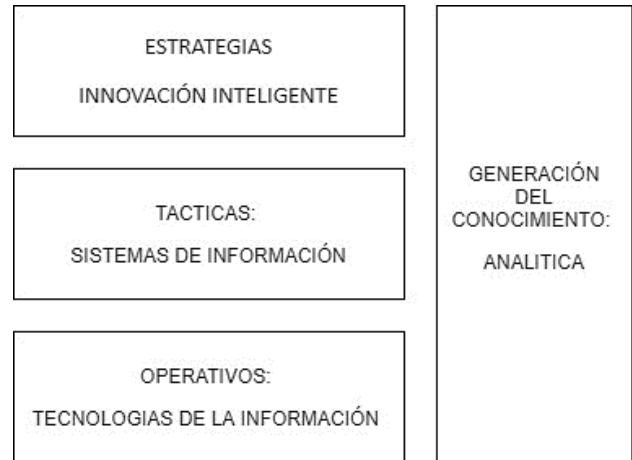 ESTRATEGIAS
INNOVACIÓN INTELIGENTE
TACTICAS:
SISTEMAS DE INFORMACIÓN
OPERATIVOS:
TECNOLOGIAS DE LA INFORMACIÓN
GENERACIÓN
DEL
CONOCIMIENTO:
ANALITICA